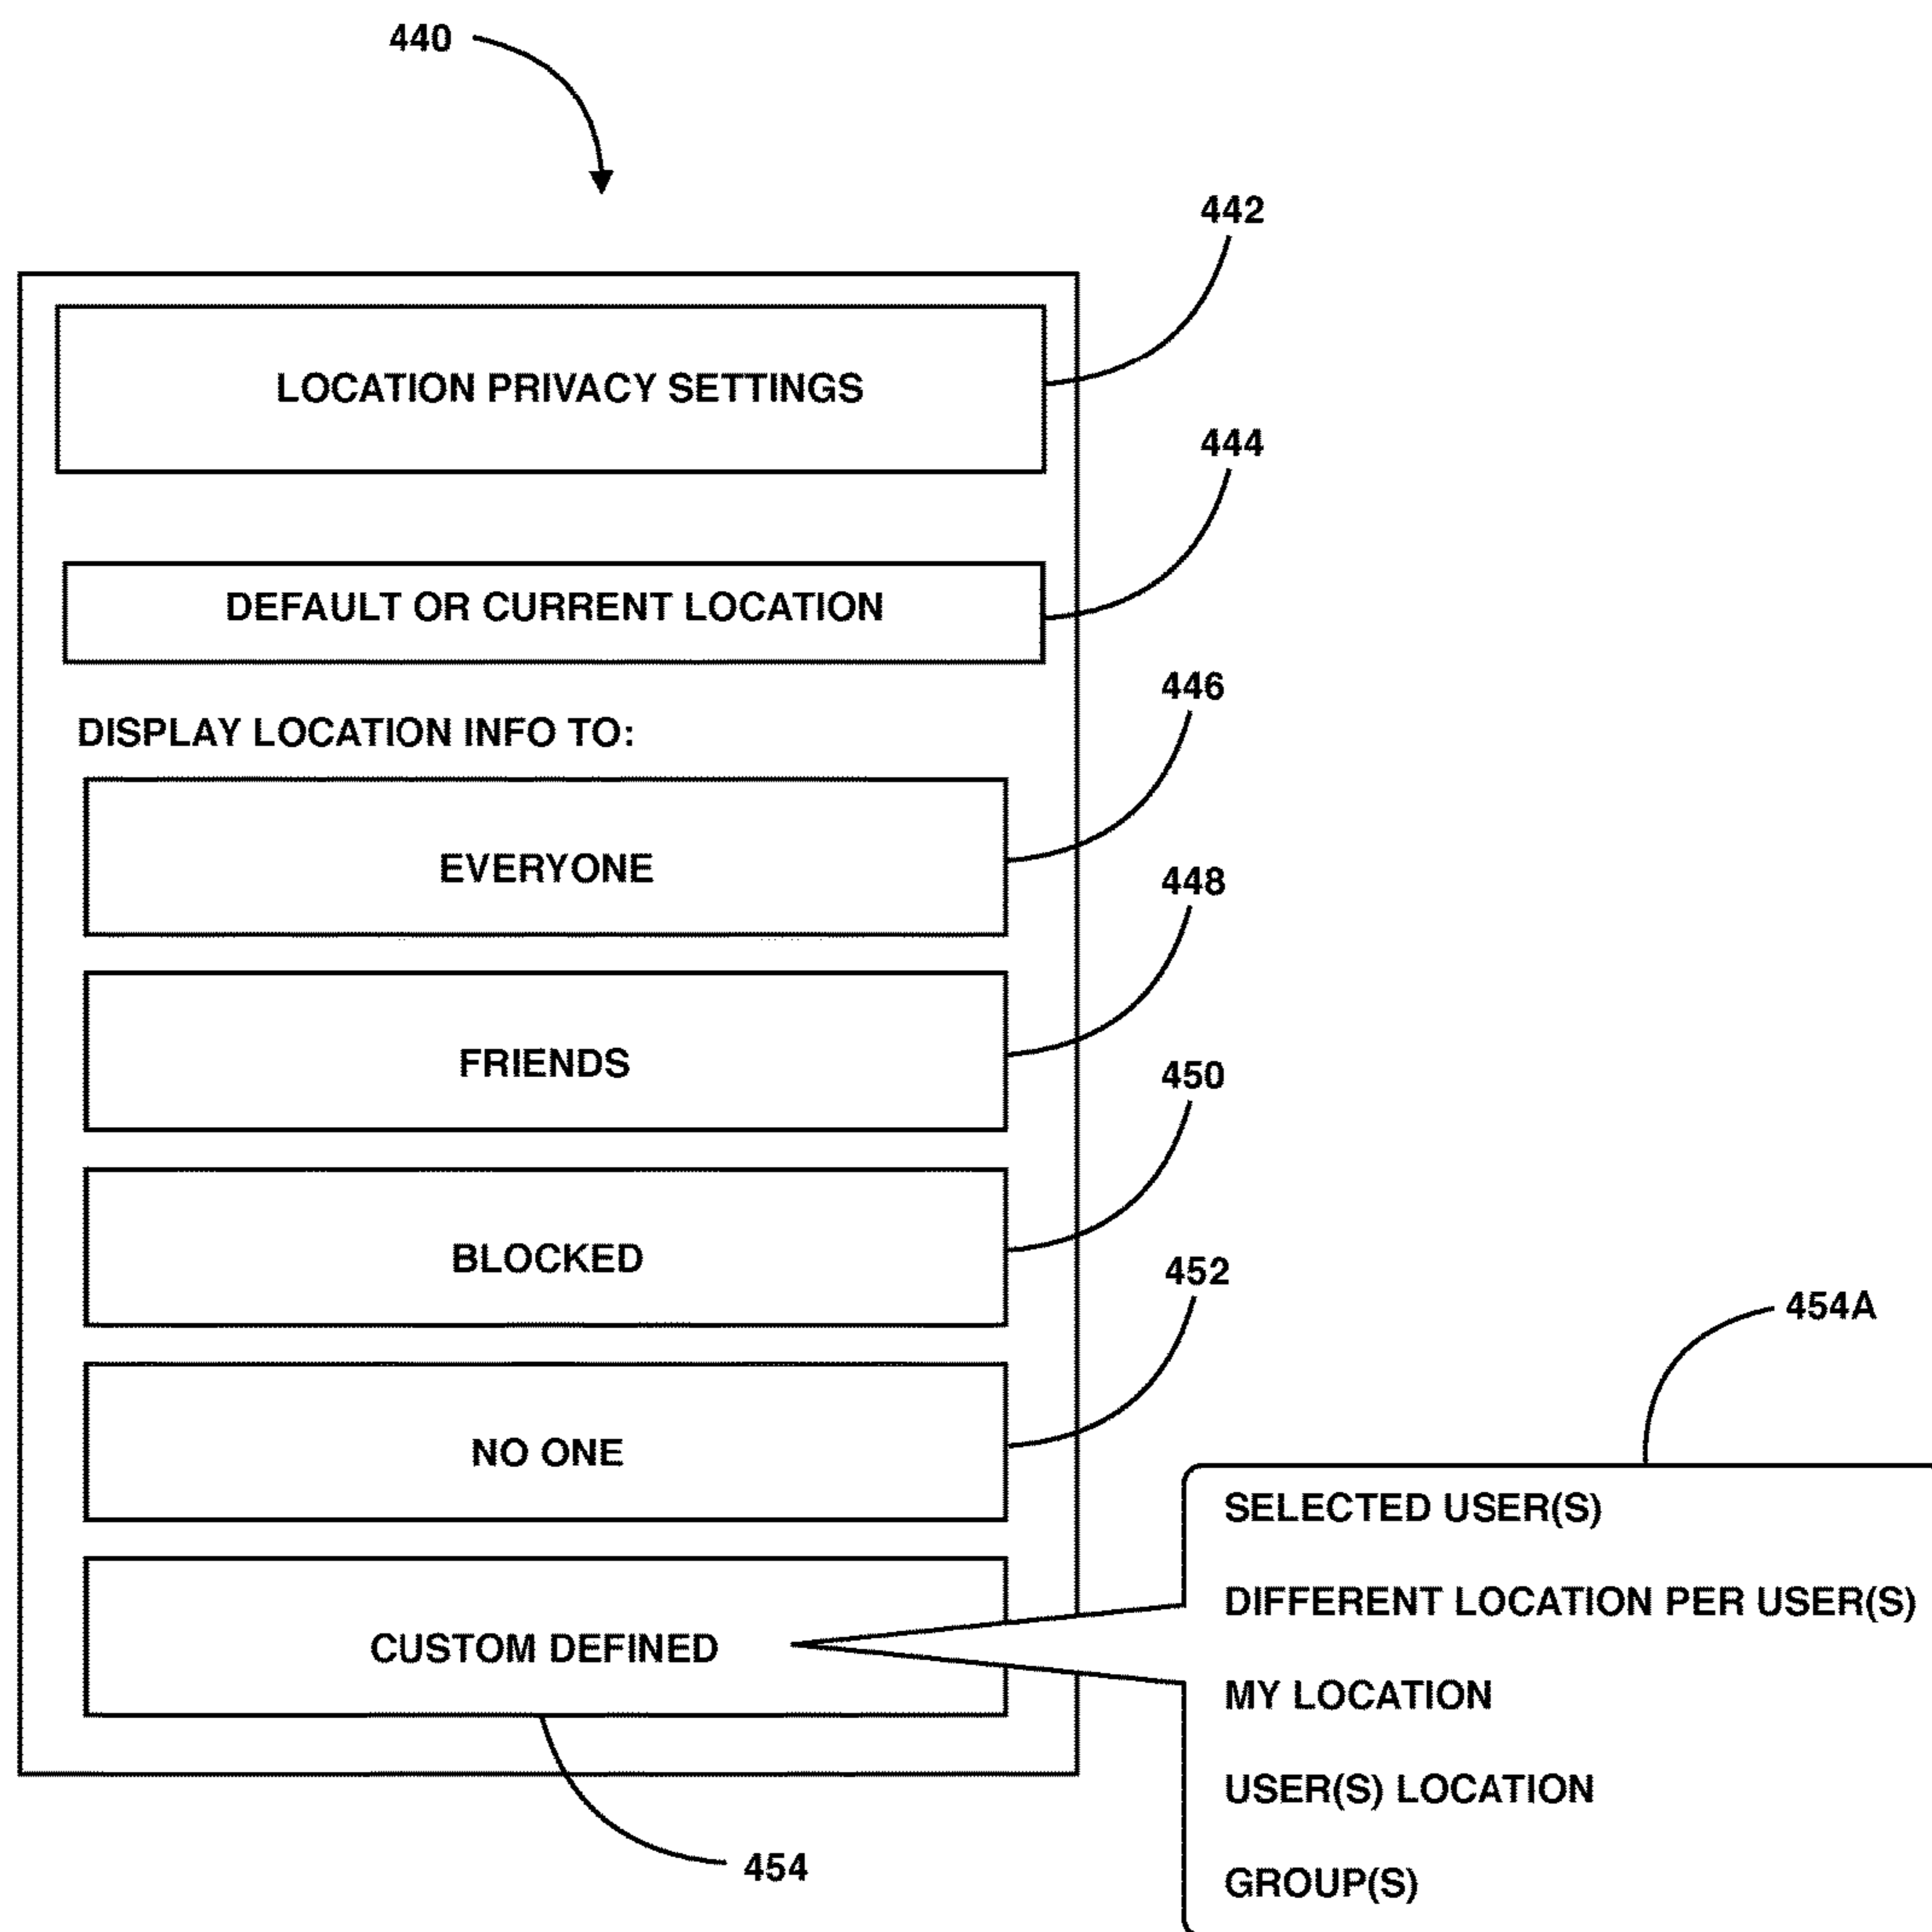 440
442
LOCATION PRIVACY SETTINGS
444
DEFAULT OR CURRENT LOCATION
446
DISPLAY LOCATION INFO TO:
EVERYONE
448
FRIENDS
450
BLOCKED
452
NO ONE
454A
CUSTOM DEFINED
454
SELECTED USER(S)
DIFFERENT LOCATION PER USER(S)
MY LOCATION
USER(S) LOCATION
GROUP(S)